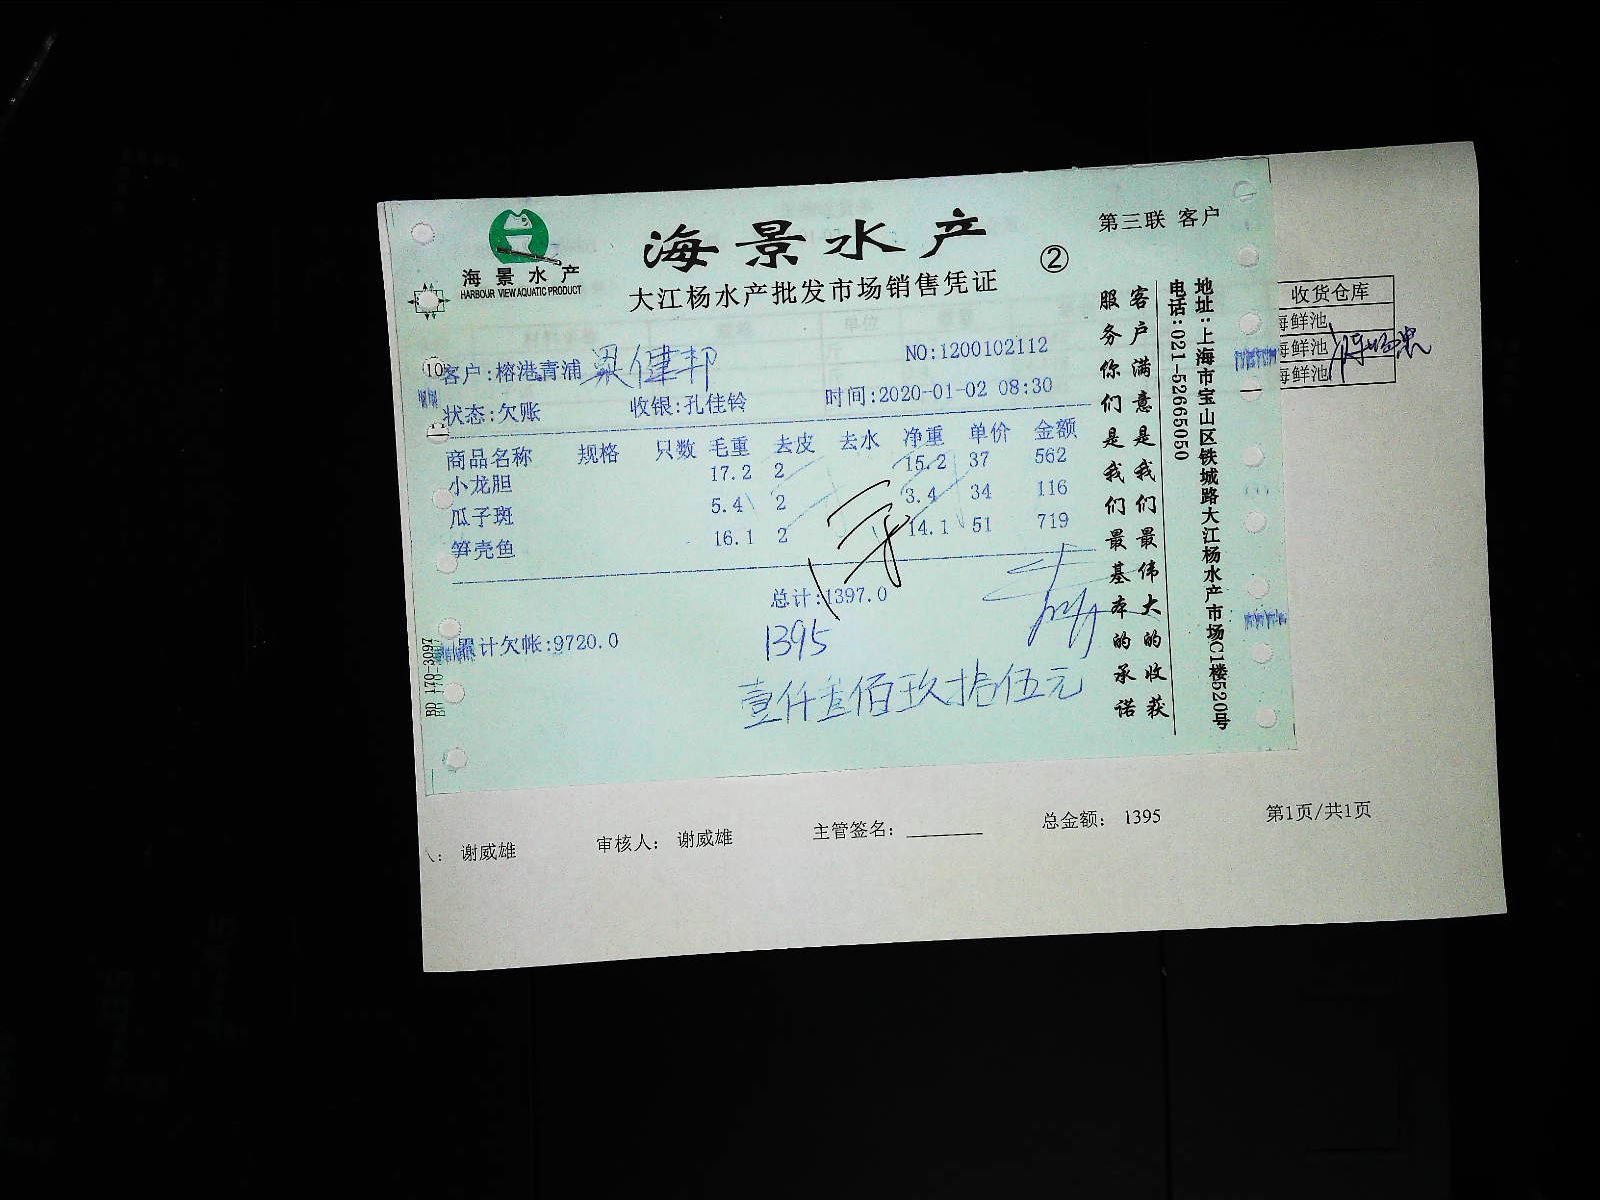 海景水产
HARBOUR VIEW AQUATIC PRODUCT
海景水产
大江杨水产批发市场销售凭证
②
第三联 客户
客户:榕港青浦 梁健邦
NO:1200102112
状态:欠账 收银:孔佳铃 时间:2020-01-02 08:30
商品名称 规格 只数 毛重 去皮 去水 净重 单价 金额
小龙胆 17.2 2 15.2 37 562
瓜子斑 5.4 2 3.4 34 116
笋壳鱼 16.1 2 14.1 51 719
总计:1397.0
累计欠帐:9720.0
1395
壹仟叁佰玖拾伍元
客户满意是我们最伟大的收获
服务你们是我们最基本的承诺
地址:上海市宝山区铁城路大江杨水产市场C1楼520号
电话:021-52665050
收货仓库
海鲜池
海鲜池
海鲜池
谢威雄 审核人: 谢威雄 主管签名: 总金额: 1395 第1页/共1页